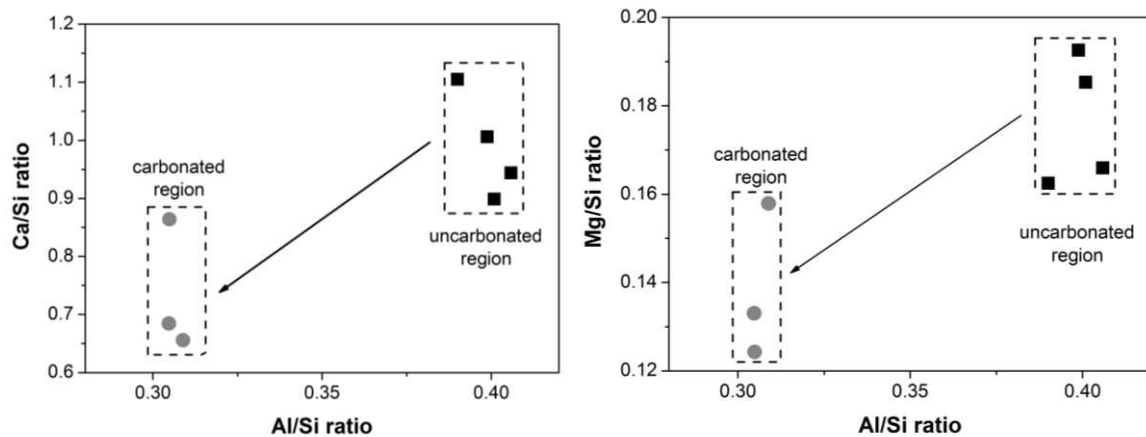 1.2
1.1
1.0
0.9
0.8
0.7
0.6
Ca/Si ratio
carbonated
region
uncarbonated
region
0.30
0.35
0.40
Al/Si ratio
0.20
0.18
0.16
0.14
0.12
Mg/Si ratio
carbonated
region
uncarbonated
region
0.30
0.40
Al/Si ratio